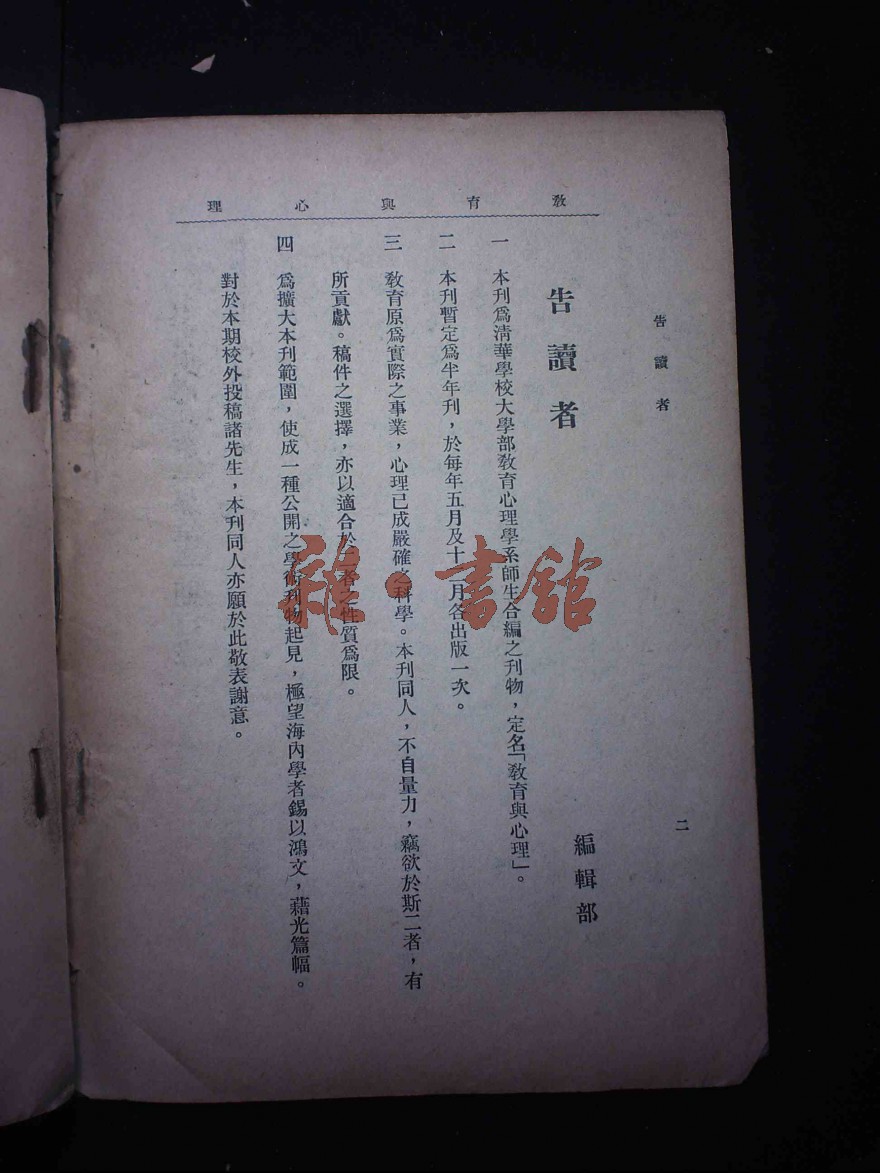 告讀者 二
教育與心理
告讀者
編輯部
一 本刊爲清華學校大學部教育心理學系師生合編之刊物，定名「教育與心理」。
二 本刊暫定爲半年刊，於每年五月及十月各出版一次。
三 教育原爲實際之事業，心理已成嚴確之科學。本刊同人，不自量力，竊欲於斯二者，有
所貢獻。稿件之選擇，亦以適合於者性質爲限。
四 爲擴大本刊範圍，使成一種公開之學術刊物起見，極望海內學者錫以鴻文，藉光篇幅。
對於本期校外投稿諸先生，本刊同人亦願於此敬表謝意。
雜·書館